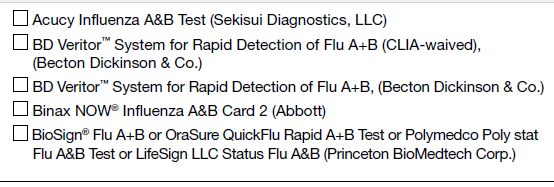 Acucy Influenza A&B Test (Sekisui Diagnostics, LLC)
BD Veritor™ System for Rapid Detection of Flu A+B (CLIA-waived),
(Becton Dickinson & Co.)
BD Veritor™ System for Rapid Detection of Flu A+B, (Becton Dickinson & Co.)
Binax NOW® Influenza A&B Card 2 (Abbott)
BioSign® Flu A+B or OraSure QuickFlu Rapid A+B Test or Polymedco Poly stat
Flu A&B Test or LifeSign LLC Status Flu A&B (Princeton BioMedtech Corp.)